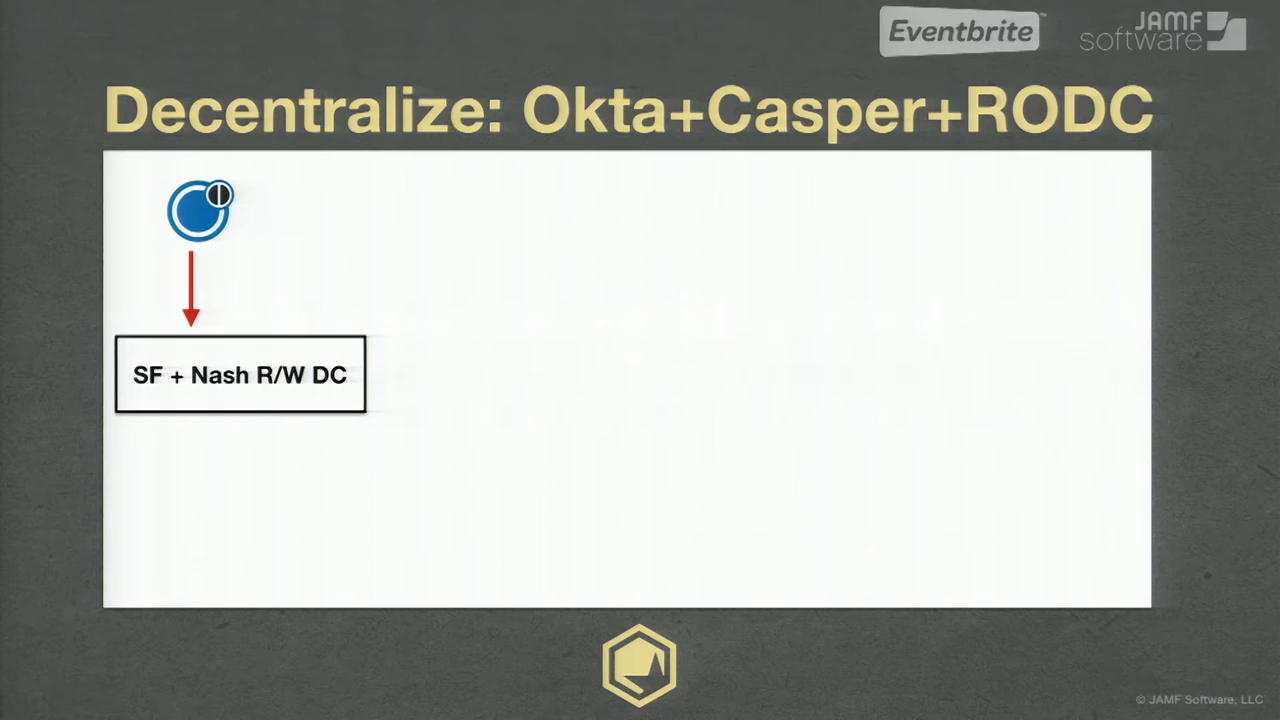 Eventbrite
JAMF
software
Decentralize: Okta+Casper+RODC
SF + Nash R/W DC
© JAMF Software, LLC